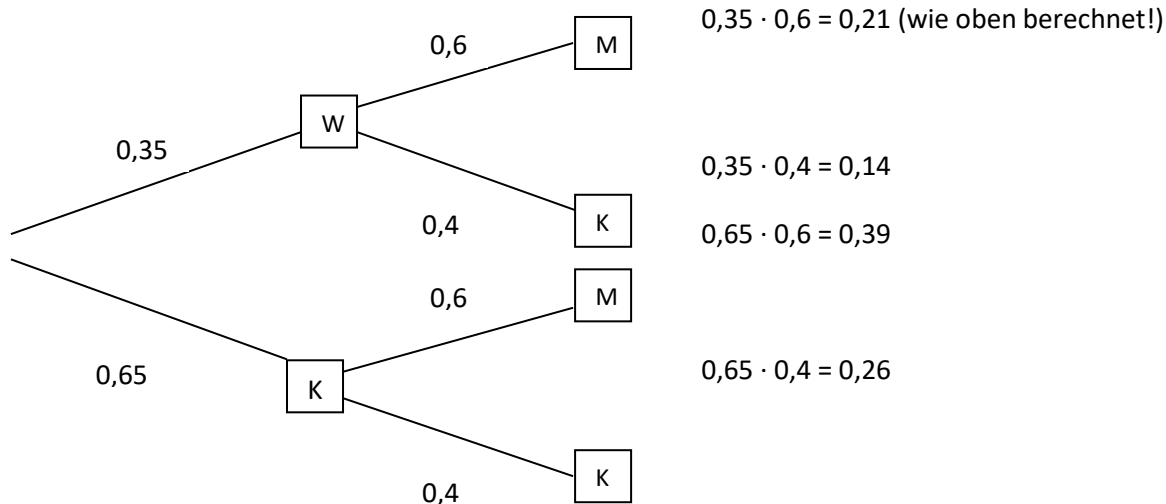 0,35 · 0,6 = 0,21 (wie oben berechnet!)
0,6
M
W
0,35
0,35 · 0,4 = 0,14
K
0,4
0,65 · 0,6 = 0,39
M
0,6
0,65
K
0,65 · 0,4 = 0,26
K
0,4